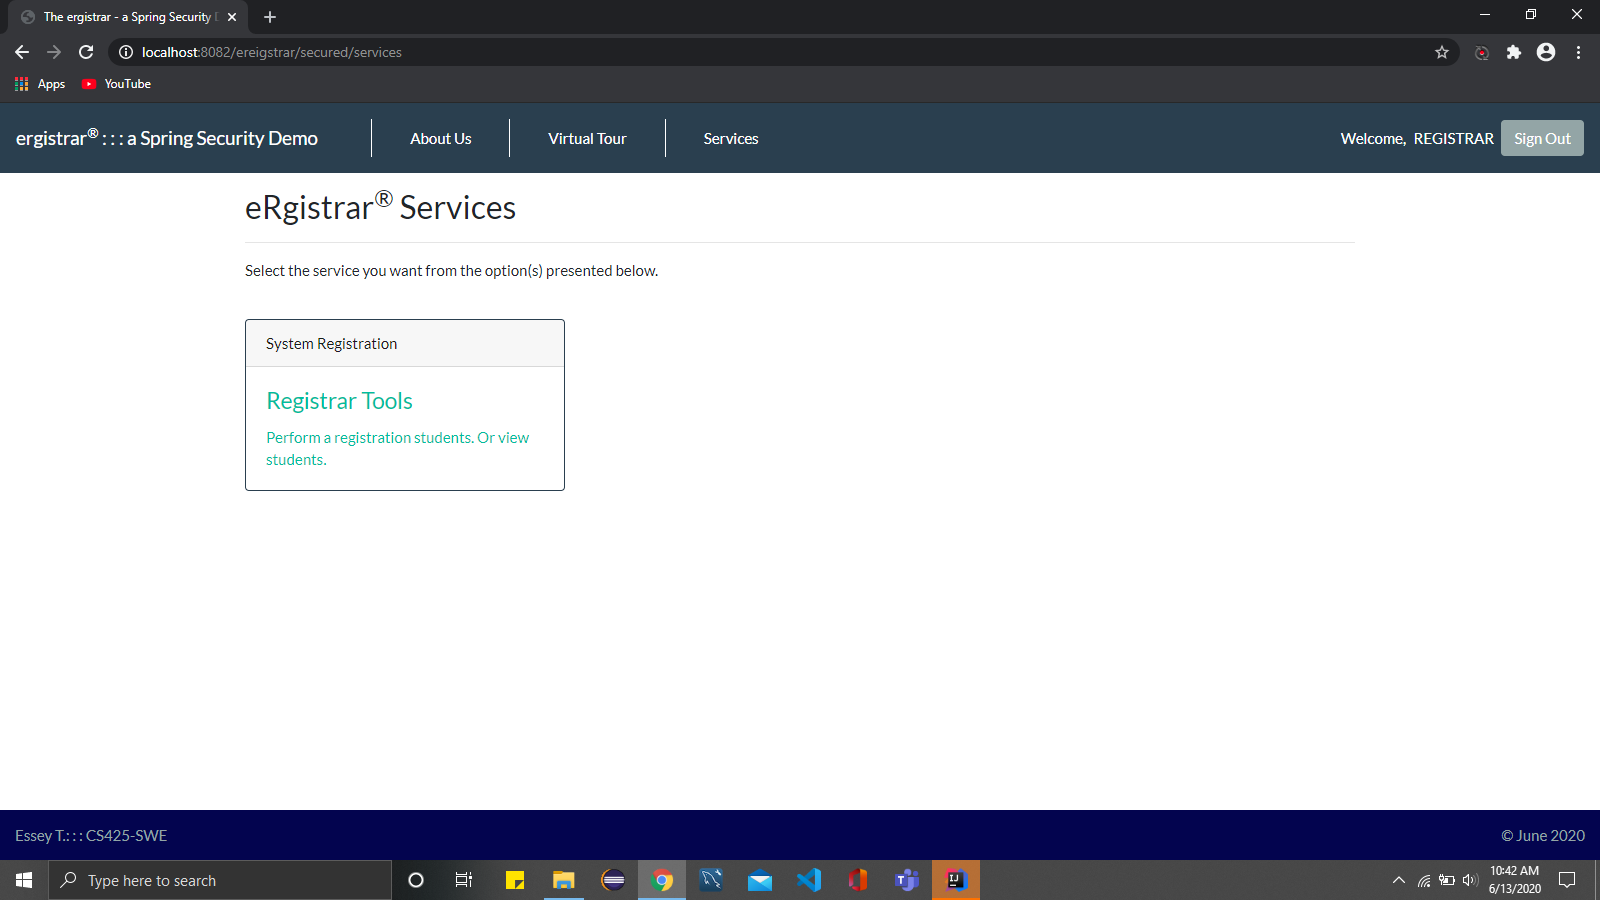 The ergistrar - a Spring Security
localhost:8082/ereigstrar/secured/services
Apps
YouTube
ergistrar® : : : a Spring Security Demo
About Us
Virtual Tour
Services
Welcome, REGISTRAR
Sign Out
eRgistrar® Services
Select the service you want from the option(s) presented below.
System Registration
Registrar Tools
Perform a registration students. Or view
students.
Essey T.: : : CS425-SWE
© June 2020
Type here to search
10:42 AM
6/13/2020